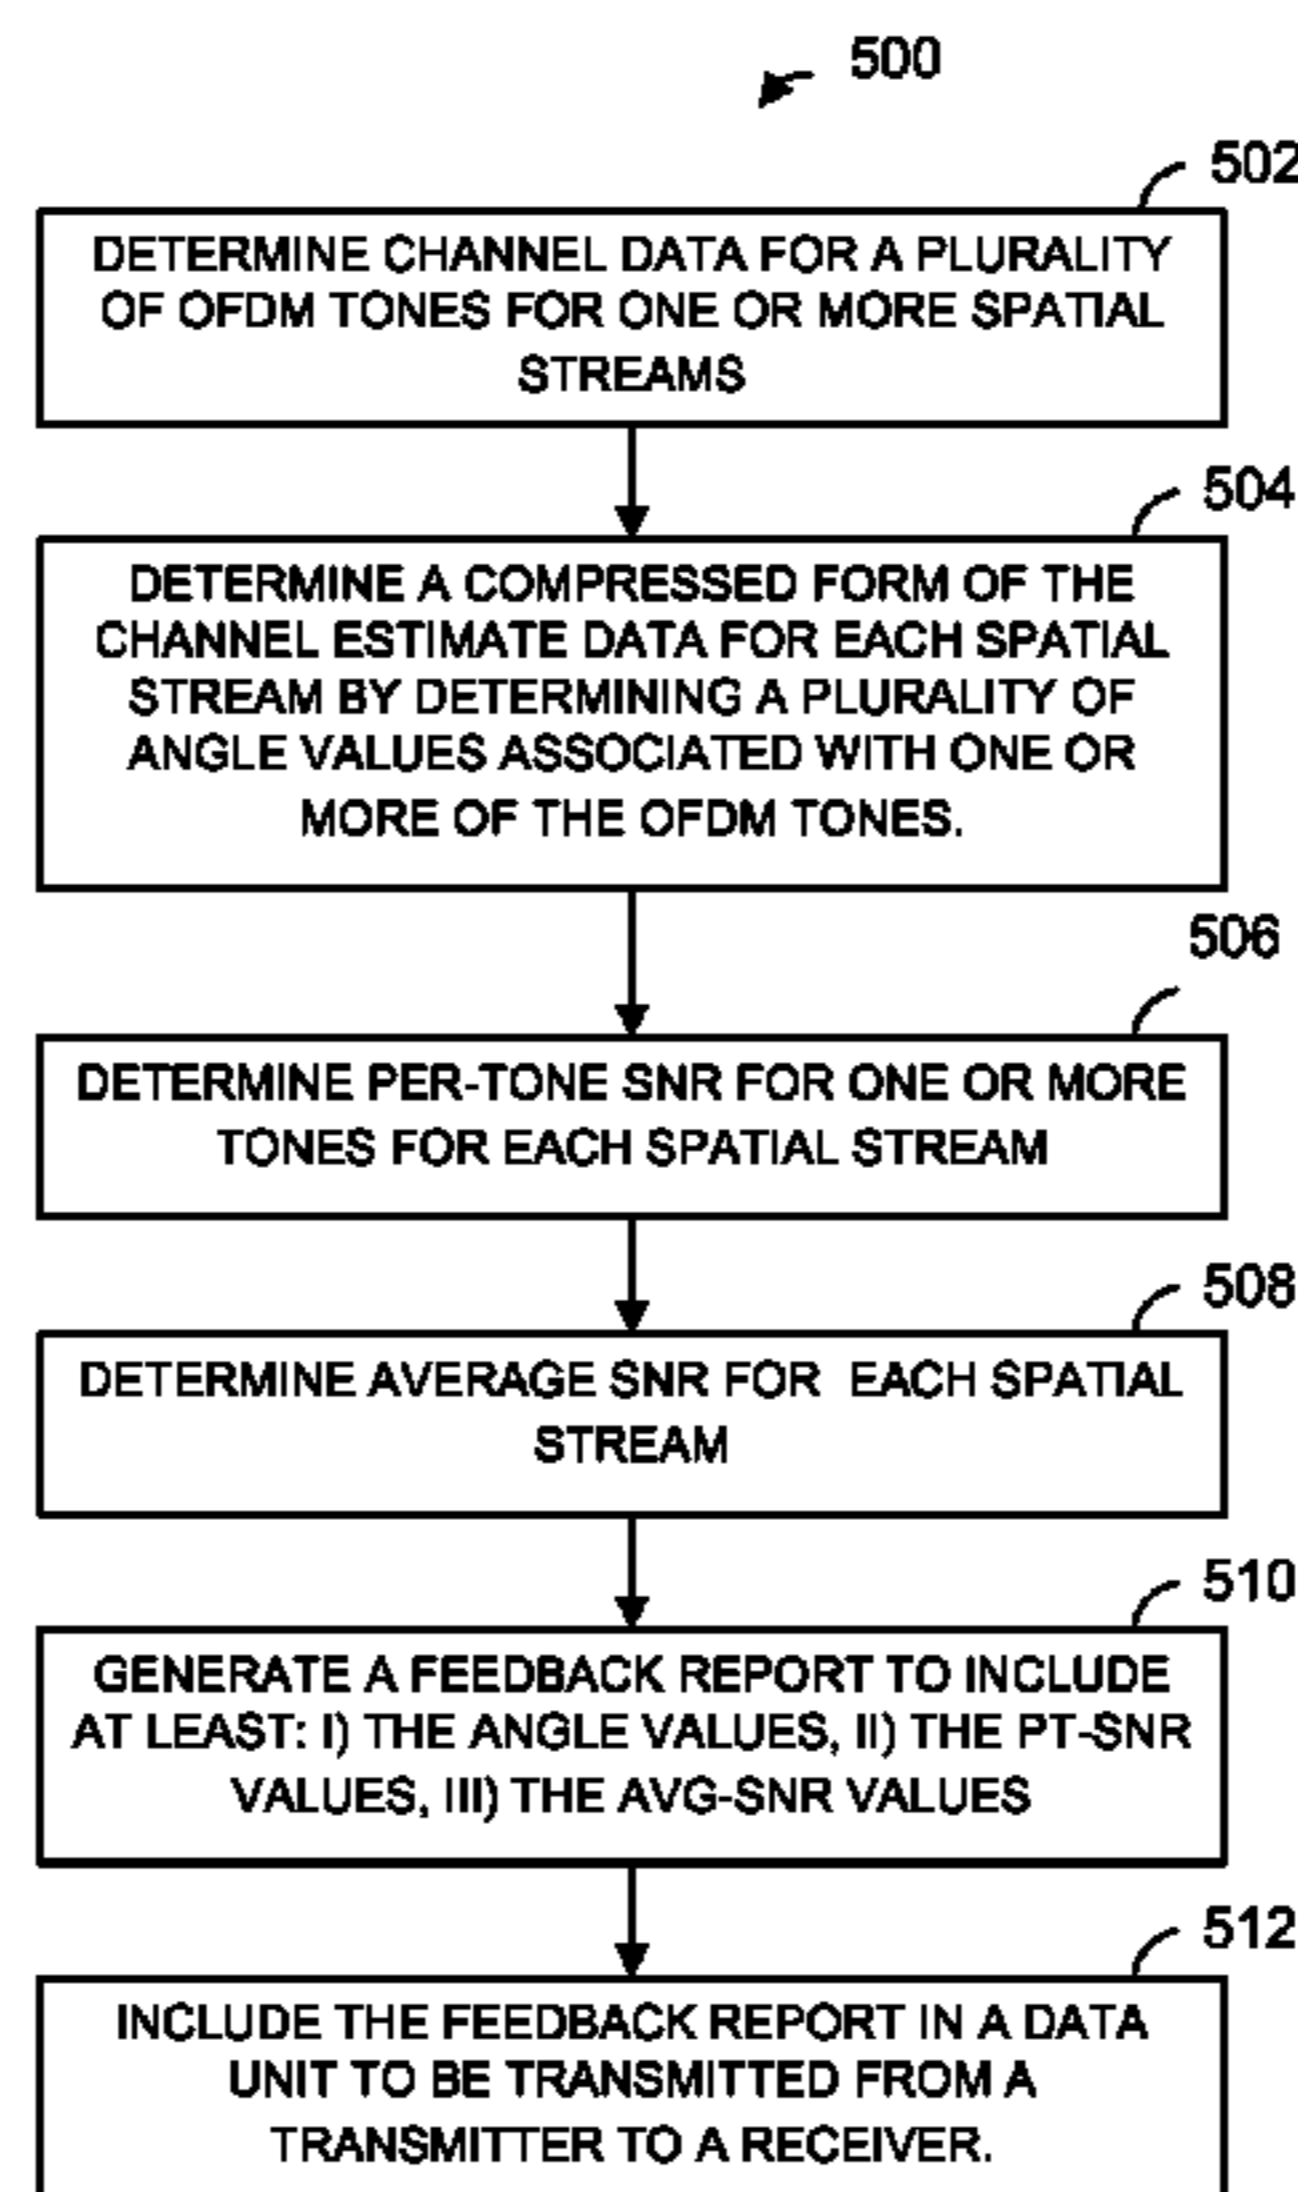 500
502
DETERMINE CHANNEL DATA FOR A PLURALITY
OF OFDM TONES FOR ONE OR MORE SPATIAL
STREAMS
504
DETERMINE A COMPRESSED FORM OF THE
CHANNEL ESTIMATE DATA FOR EACH SPATIAL
STREAM BY DETERMINING A PLURALITY OF
ANGLE VALUES ASSOCIATED WITH ONE OR
MORE OF THE OFDM TONES.
506
DETERMINE PER-TONE SNR FOR ONE OR MORE
TONES FOR EACH SPATIAL STREAM
508
DETERMINE AVERAGE SNR FOR EACH SPATIAL
STREAM
510
GENERATE A FEEDBACK REPORT TO INCLUDE
AT LEAST: I) THE ANGLE VALUES, II) THE PT-SNR
VALUES, III) THE AVG-SNR VALUES
512
INCLUDE THE FEEDBACK REPORT IN A DATA
UNIT TO BE TRANSMITTED FROM A
TRANSMITTER TO A RECEIVER.